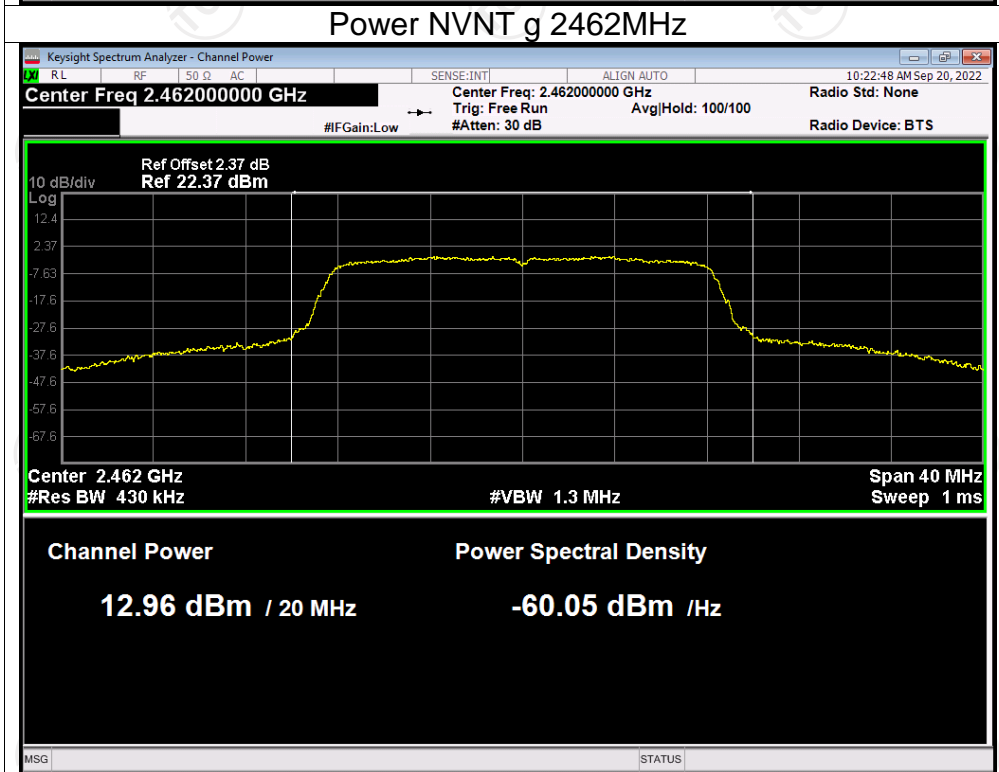 Power NVNT g 2462MHz
Keysight Spectrum Analyzer - Channel Power
LXI RL RF 50 Ω AC SENSE:INT ALIGN AUTO 10:22:48 AM Sep 20, 2022
Center Freq 2.462000000 GHz Center Freq: 2.462000000 GHz Radio Std: None
Trig: Free Run Avg|Hold: 100/100
#IFGain:Low #Atten: 30 dB Radio Device: BTS
Ref Offset 2.37 dB
10 dB/div Ref 22.37 dBm
Log
12.4
2.37
-7.63
-17.6
-27.6
-37.6
-47.6
-57.6
-67.6
Center 2.462 GHz Span 40 MHz
#Res BW 430 kHz #VBW 1.3 MHz Sweep 1 ms
Channel Power Power Spectral Density
12.96 dBm / 20 MHz -60.05 dBm /Hz
MSG STATUS